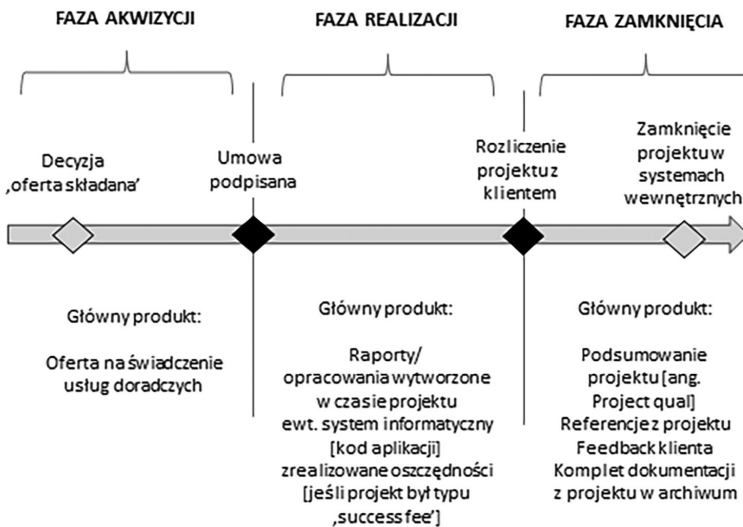 FAZA AKWIZYCJI
FAZA REALIZACJI
FAZA ZAMKNIĘCIA
Decyzja
‚oferta składana’
Umowa
podpisana
Rozliczenie
projektu z
klientem
Zamknięcie
projektu w
systemach
wewnętrznych
Główny produkt:
Oferta na świadczenie
usług doradczych
Główny produkt:
Raporty/
opracowania wytworzone
w czasie projektu
ewt. system informatyczny
[kod aplikacji]
zrealizowane oszczędności
[jeśli projekt był typu
‚success fee’]
Główny produkt:
Podsumowanie
projektu [ang.
Project qual]
Referencje z projektu
Feedback klienta
Komplet dokumentacji
z projektu w archiwum